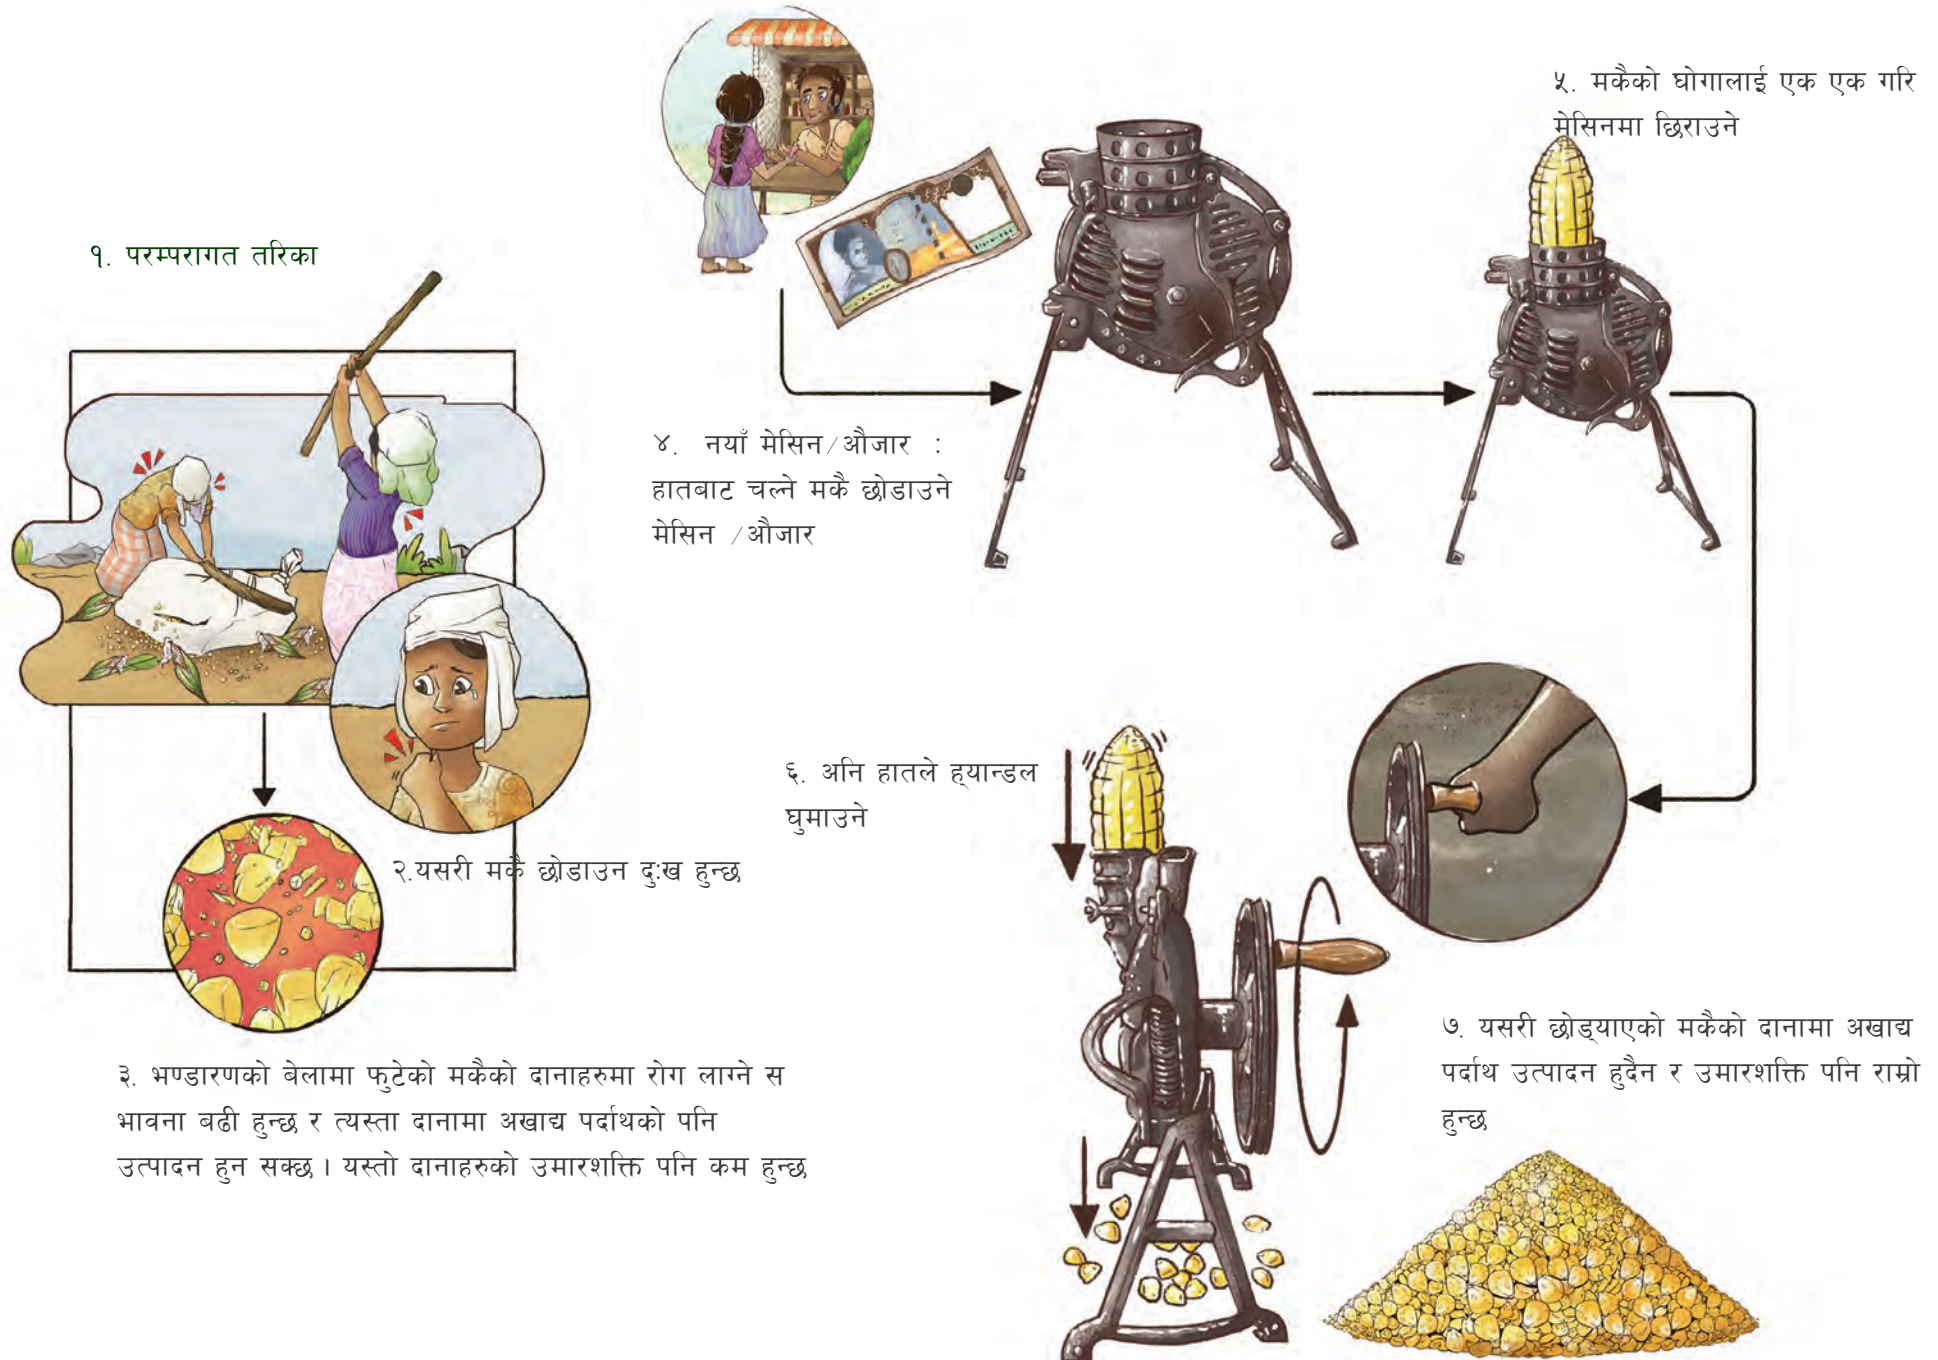 १. परम्परागत तरिका
२.यसरी मकै छोडाउन दुःख हुन्छ
३. भण्डारणको बेलामा फुटेको मकैको दानाहरुमा रोग लाग्ने स
भावना बढी हुन्छ र त्यस्ता दानामा अखाद्य पर्दाथको पनि
उत्पादन हुन सक्छ। यस्तो दानाहरुको उमारशक्ति पनि कम हुन्छ
४. नयाँ मेसिन/औजार :
हातबाट चल्ने मकै छोडाउने
मेसिन /औजार
५. मकैको घोगालाई एक एक गरि
मेसिनमा छिराउने
६. अनि हातले ह्यान्डल
घुमाउने
७. यसरी छोड्याएको मकैको दानामा अखाद्य
पर्दाथ उत्पादन हुदैन र उमारशक्ति पनि राम्रो
हुन्छ